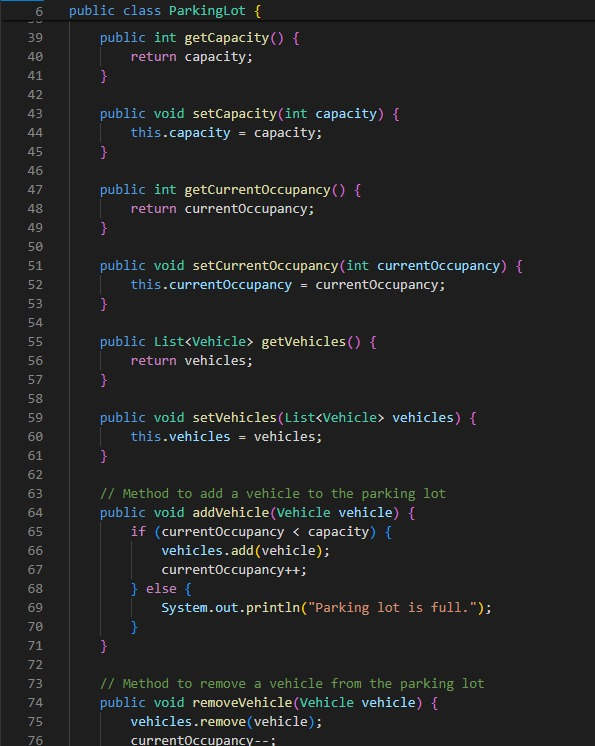 6 public class ParkingLot {
39 public int getCapacity() {
40 return capacity;
41 }
42
43 public void setCapacity(int capacity) {
44 this.capacity = capacity;
45 }
46
47 public int getCurrentOccupancy() {
48 return currentOccupancy;
49 }
50
51 public void setCurrentOccupancy(int currentOccupancy) {
52 this.currentOccupancy = currentOccupancy;
53 }
54
55 public List<Vehicle> getVehicles() {
56 return vehicles;
57 }
58
59 public void setVehicles(List<Vehicle> vehicles) {
60 this.vehicles = vehicles;
61 }
62
63 // Method to add a vehicle to the parking lot
64 public void addVehicle(Vehicle vehicle) {
65 if (currentOccupancy < capacity) {
66 vehicles.add(vehicle);
67 currentOccupancy++;
68 } else {
69 System.out.println("Parking lot is full.");
70 }
71 }
72
73 // Method to remove a vehicle from the parking lot
74 public void removeVehicle(Vehicle vehicle) {
75 vehicles.remove(vehicle);
76 currentOccupancy--;